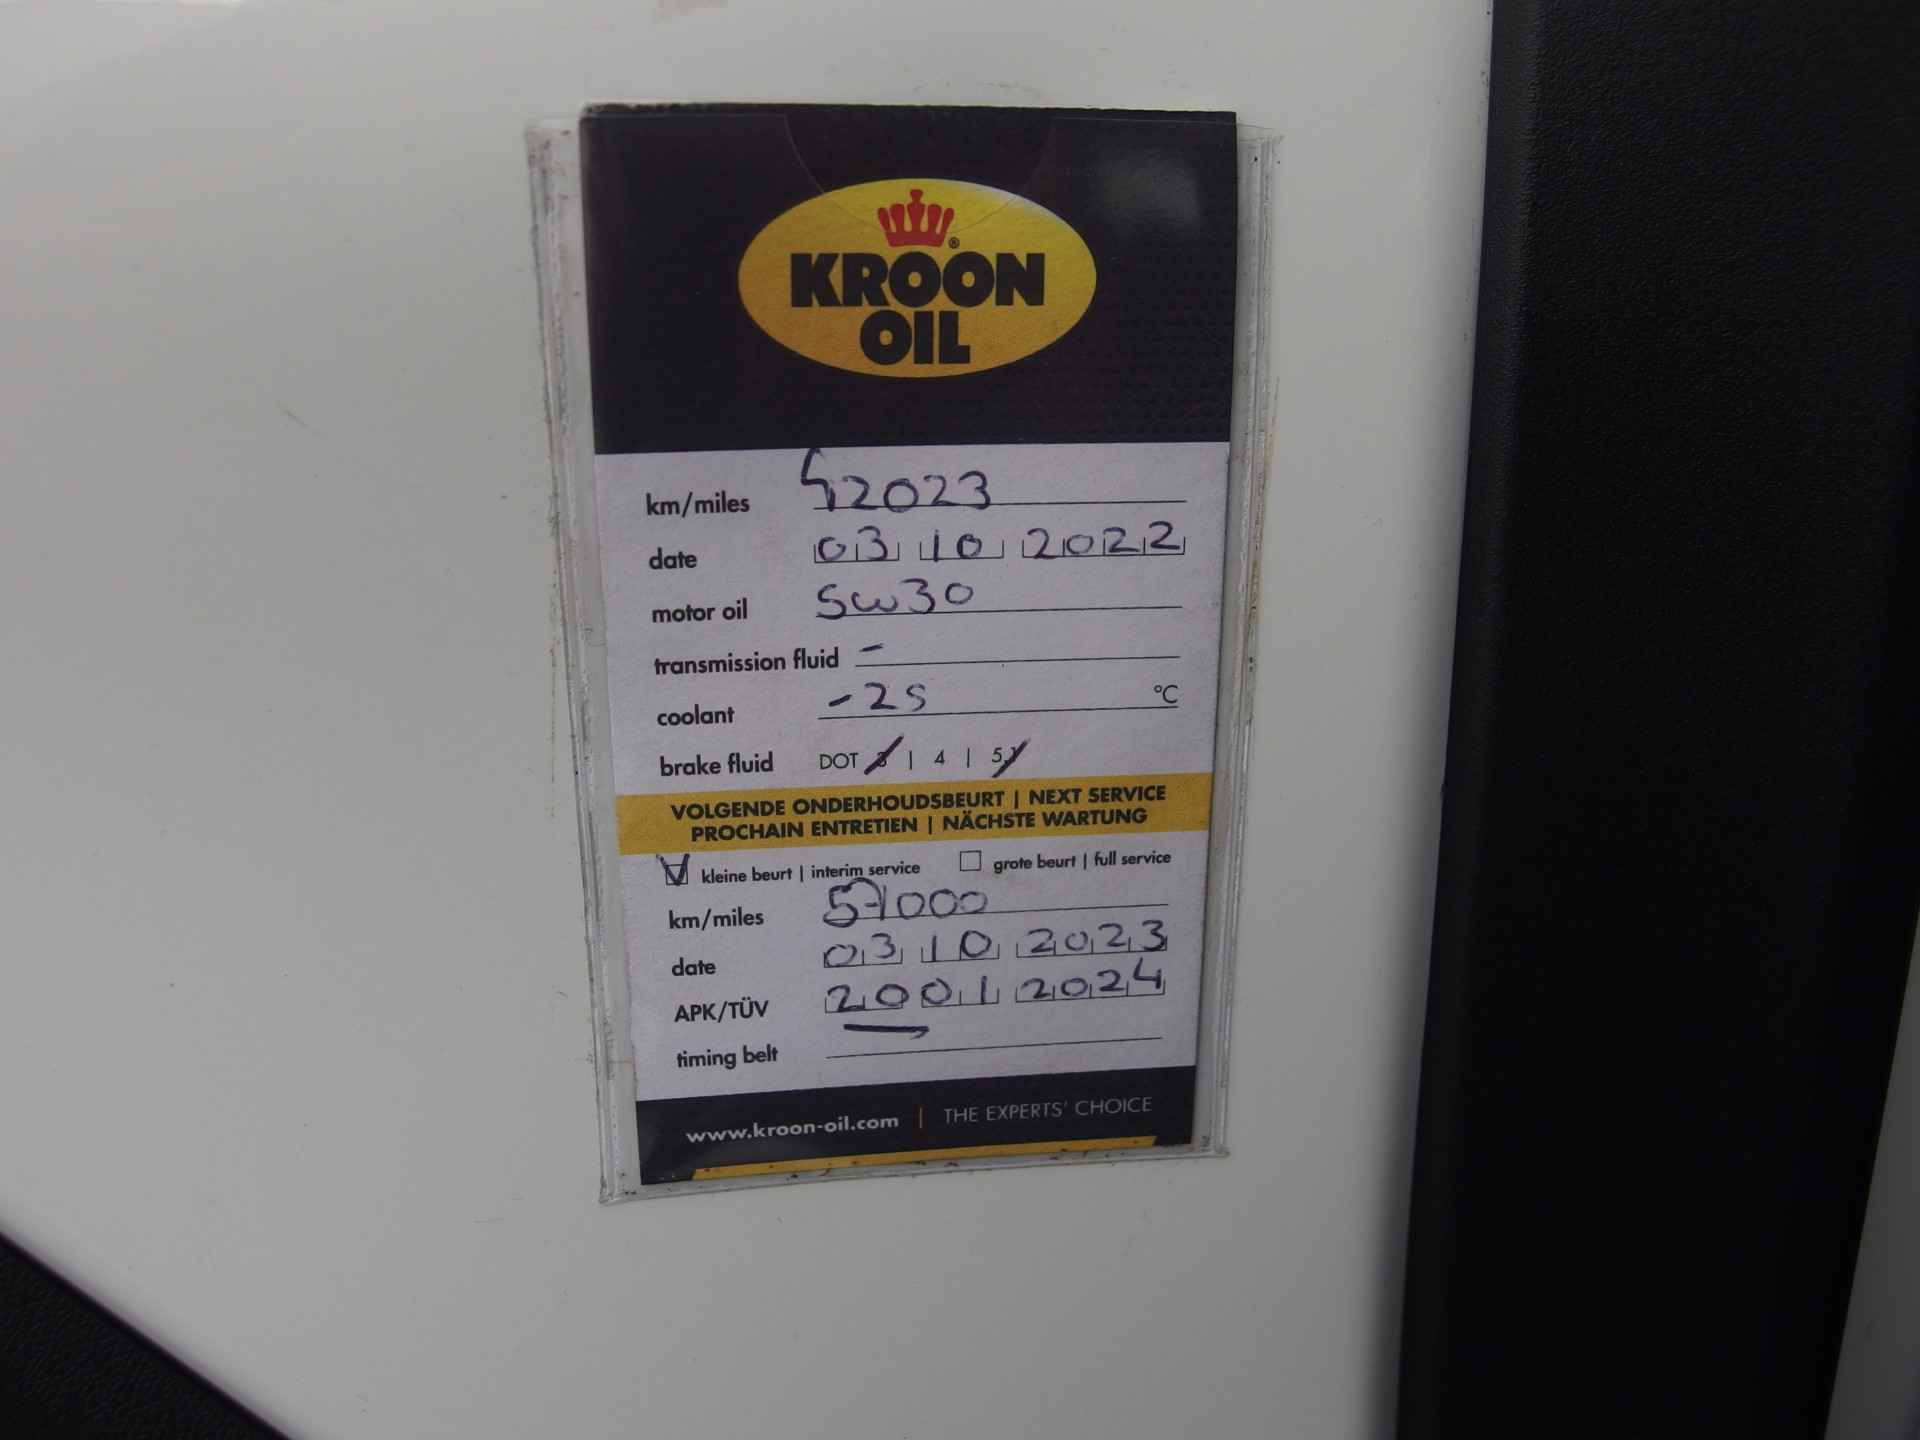 KROON
OIL
km/miles 42023
date 03 10 2022
motor oil 5w30
transmission fluid -
coolant -25 °C
brake fluid DOT 3 | 4 | 5.1
VOLGENDE ONDERHOUDSBEURT | NEXT SERVICE
PROCHAIN ENTRETIEN | NÄCHSTE WARTUNG
kleine beurt | interim service grote beurt | full service
km/miles 57000
date 03 10 2023
APK/TÜV 20 01 2024
timing belt
www.kroon-oil.com | THE EXPERTS' CHOICE